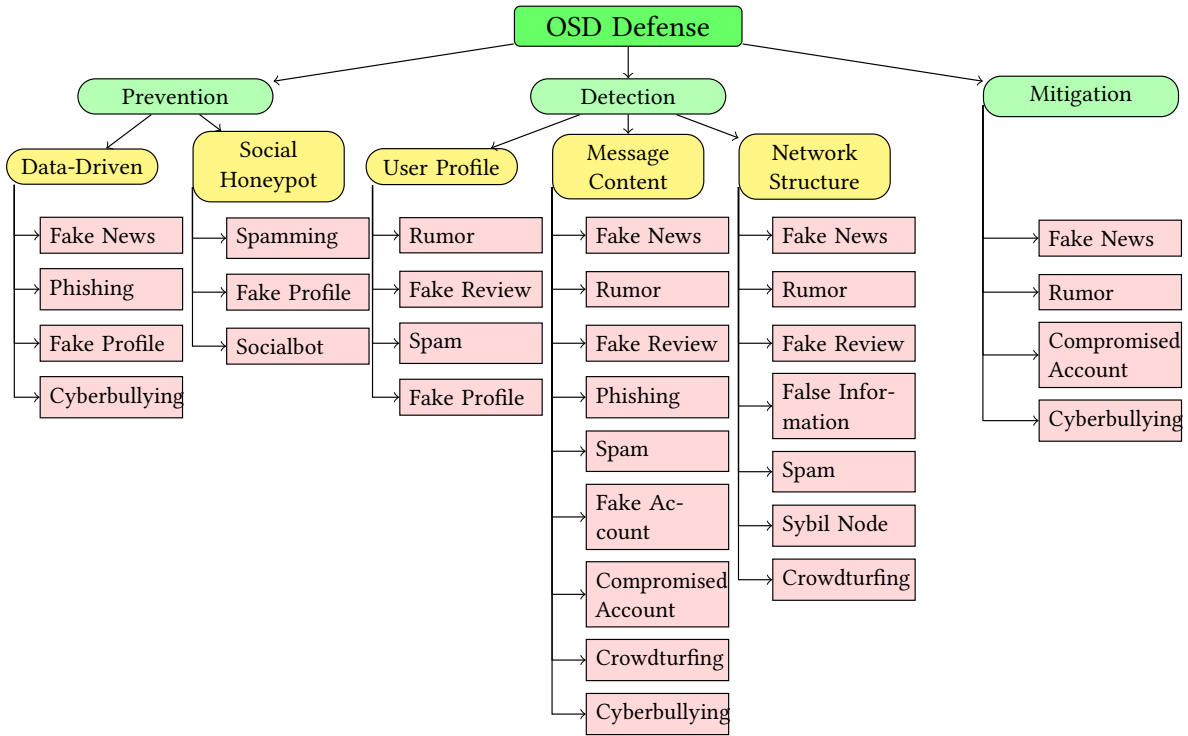 OSD Defense
Prevention
Detection
Mitigation
Data-Driven
Social
Honeypot
User Profile
Message
Content
Network
Structure
Fake News
Phishing
Fake Profile
Cyberbullying
Spamming
Fake Profile
Socialbot
Rumor
Fake Review
Spam
Fake Profile
Fake News
Rumor
Fake Review
Phishing
Spam
Fake Ac-
count
Compromised
Account
Crowdturfing
Cyberbullying
Fake News
Rumor
Fake Review
False Infor-
mation
Spam
Sybil Node
Crowdturfing
Fake News
Rumor
Compromised
Account
Cyberbullying